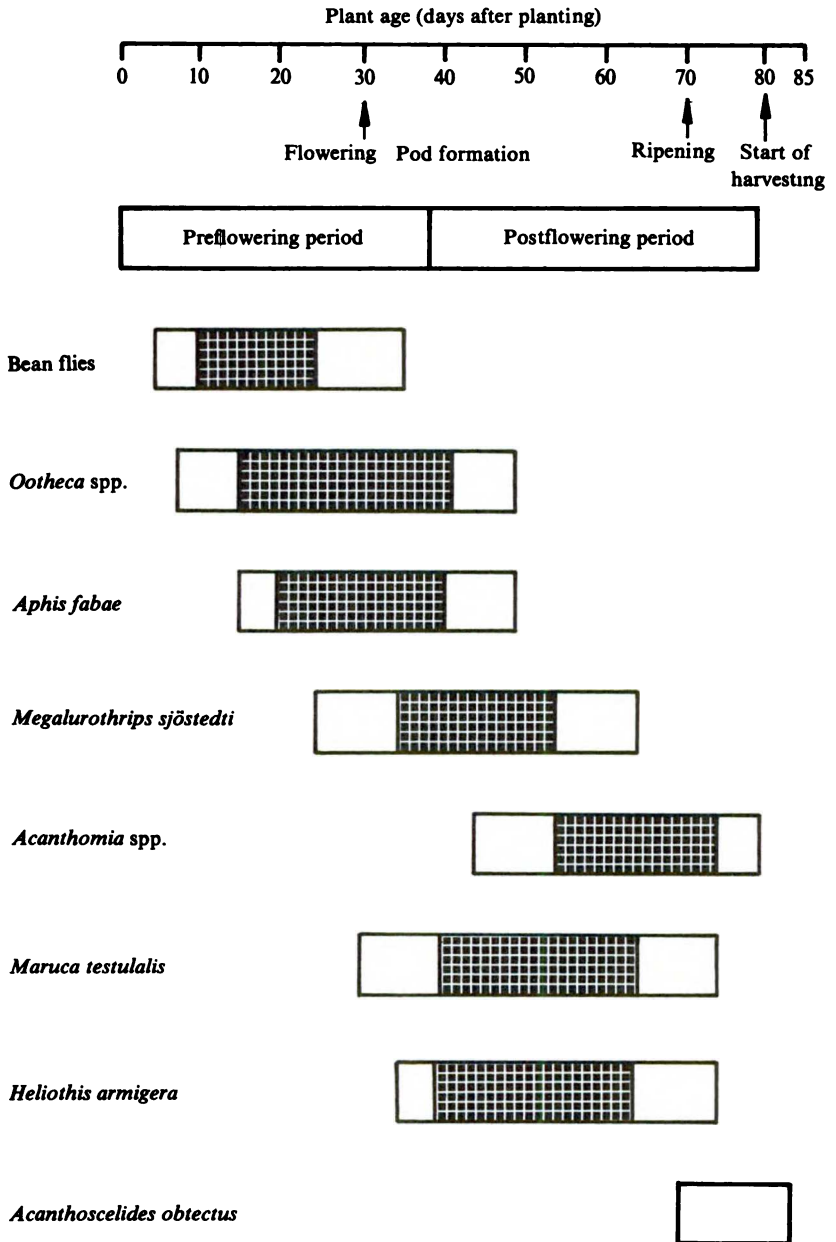 Plant age (days after planting)
0 10 20 30 40 50 60 70 80 85
Flowering Pod formation Ripening Start of
harvesting
Preflowering period Postflowering period
Bean flies
Ootheca spp.
Aphis fabae
Megalurothrips sjöstedti
Acanthomia spp.
Maruca testulalis
Heliothis armigera
Acanthoscelides obtectus